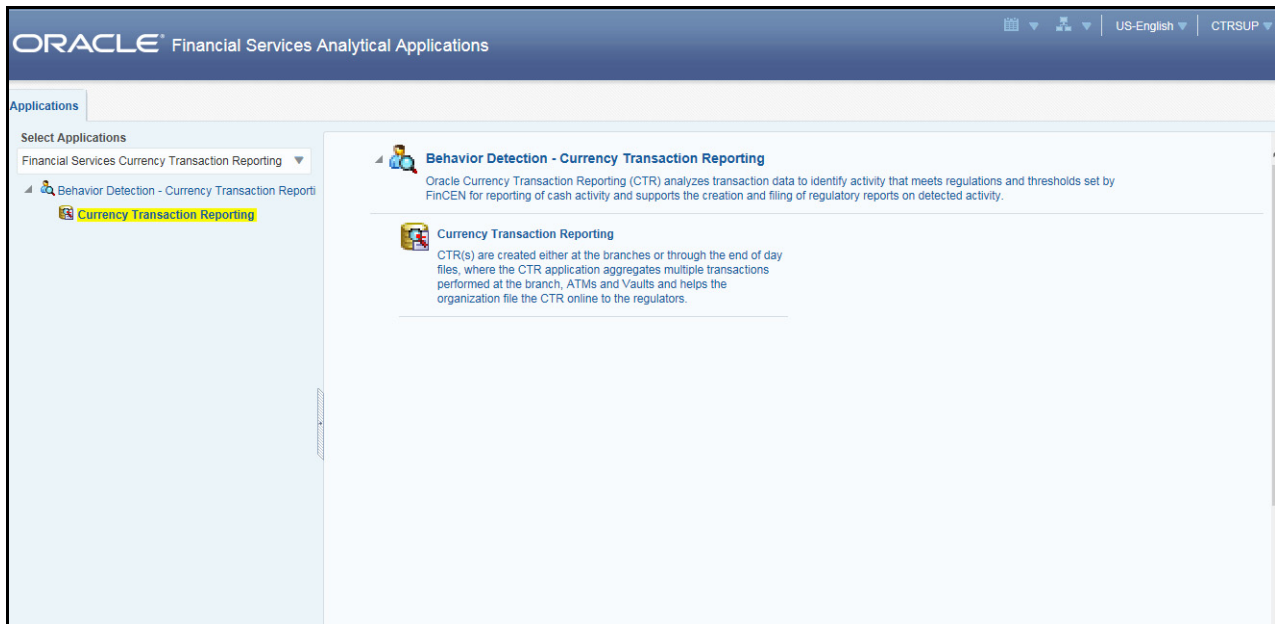 ORACLE Financial Services Analytical Applications
US-English
CTRSUP
Applications
Select Applications
Financial Services Currency Transaction Reporting
Behavior Detection - Currency Transaction Reporti
Currency Transaction Reporting
Behavior Detection - Currency Transaction Reporting
Oracle Currency Transaction Reporting (CTR) analyzes transaction data to identify activity that meets regulations and thresholds set by
FinCEN for reporting of cash activity and supports the creation and filing of regulatory reports on detected activity.
Currency Transaction Reporting
CTR(s) are created either at the branches or through the end of day
files, where the CTR application aggregates multiple transactions
performed at the branch, ATMs and Vaults and helps the
organization file the CTR online to the regulators.